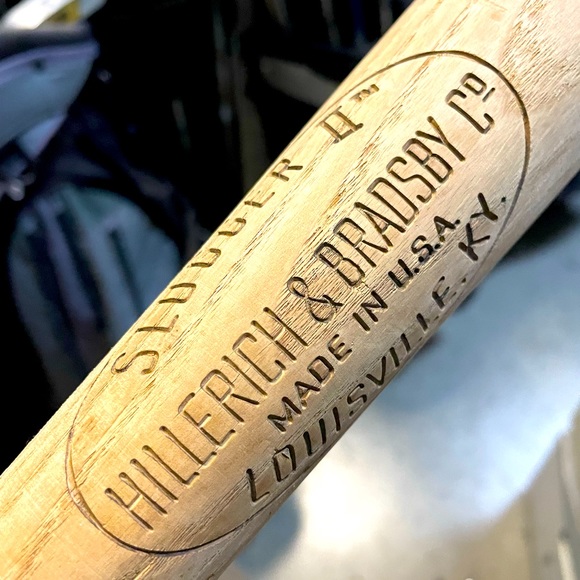 SLUGGER II™
HILLERICH & BRADSBY Cº
MADE IN U.S.A.
LOUISVILLE, KY.